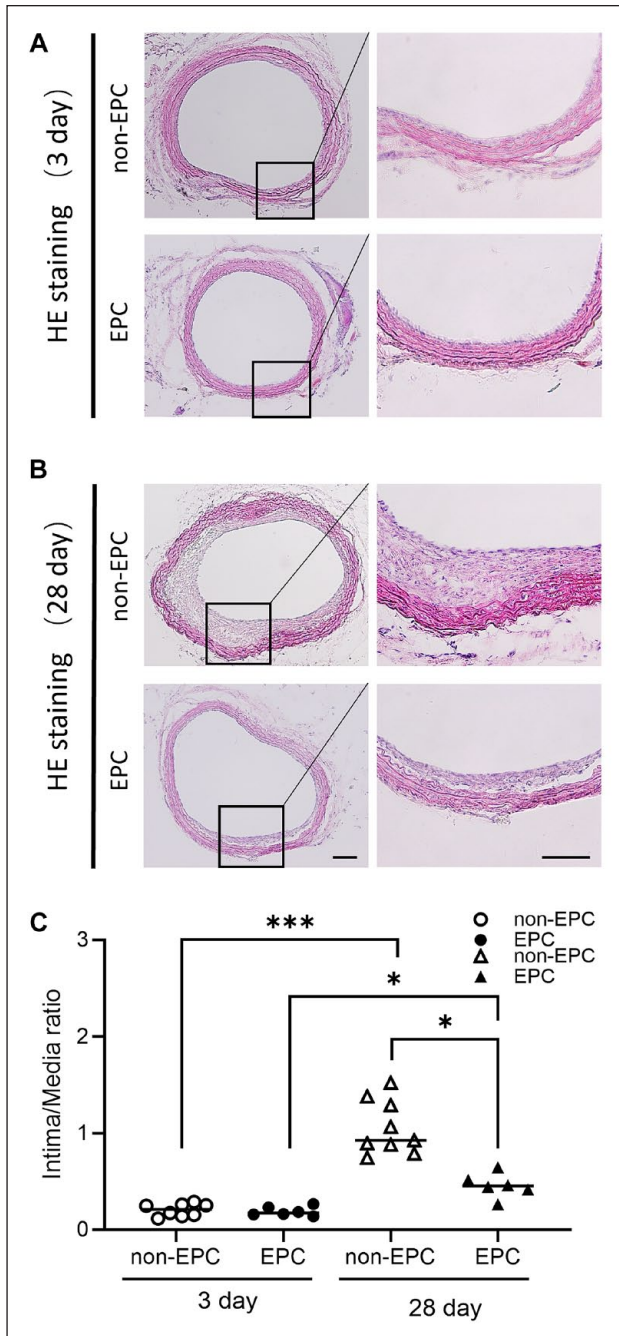 A
HE staining （3 day）
non-EPC
EPC
B
HE staining （28 day）
non-EPC
EPC
C
Intima/Media ratio
3
2
1
0
***
*
*
non-EPC
EPC
non-EPC
EPC
non-EPC EPC non-EPC EPC
3 day 28 day